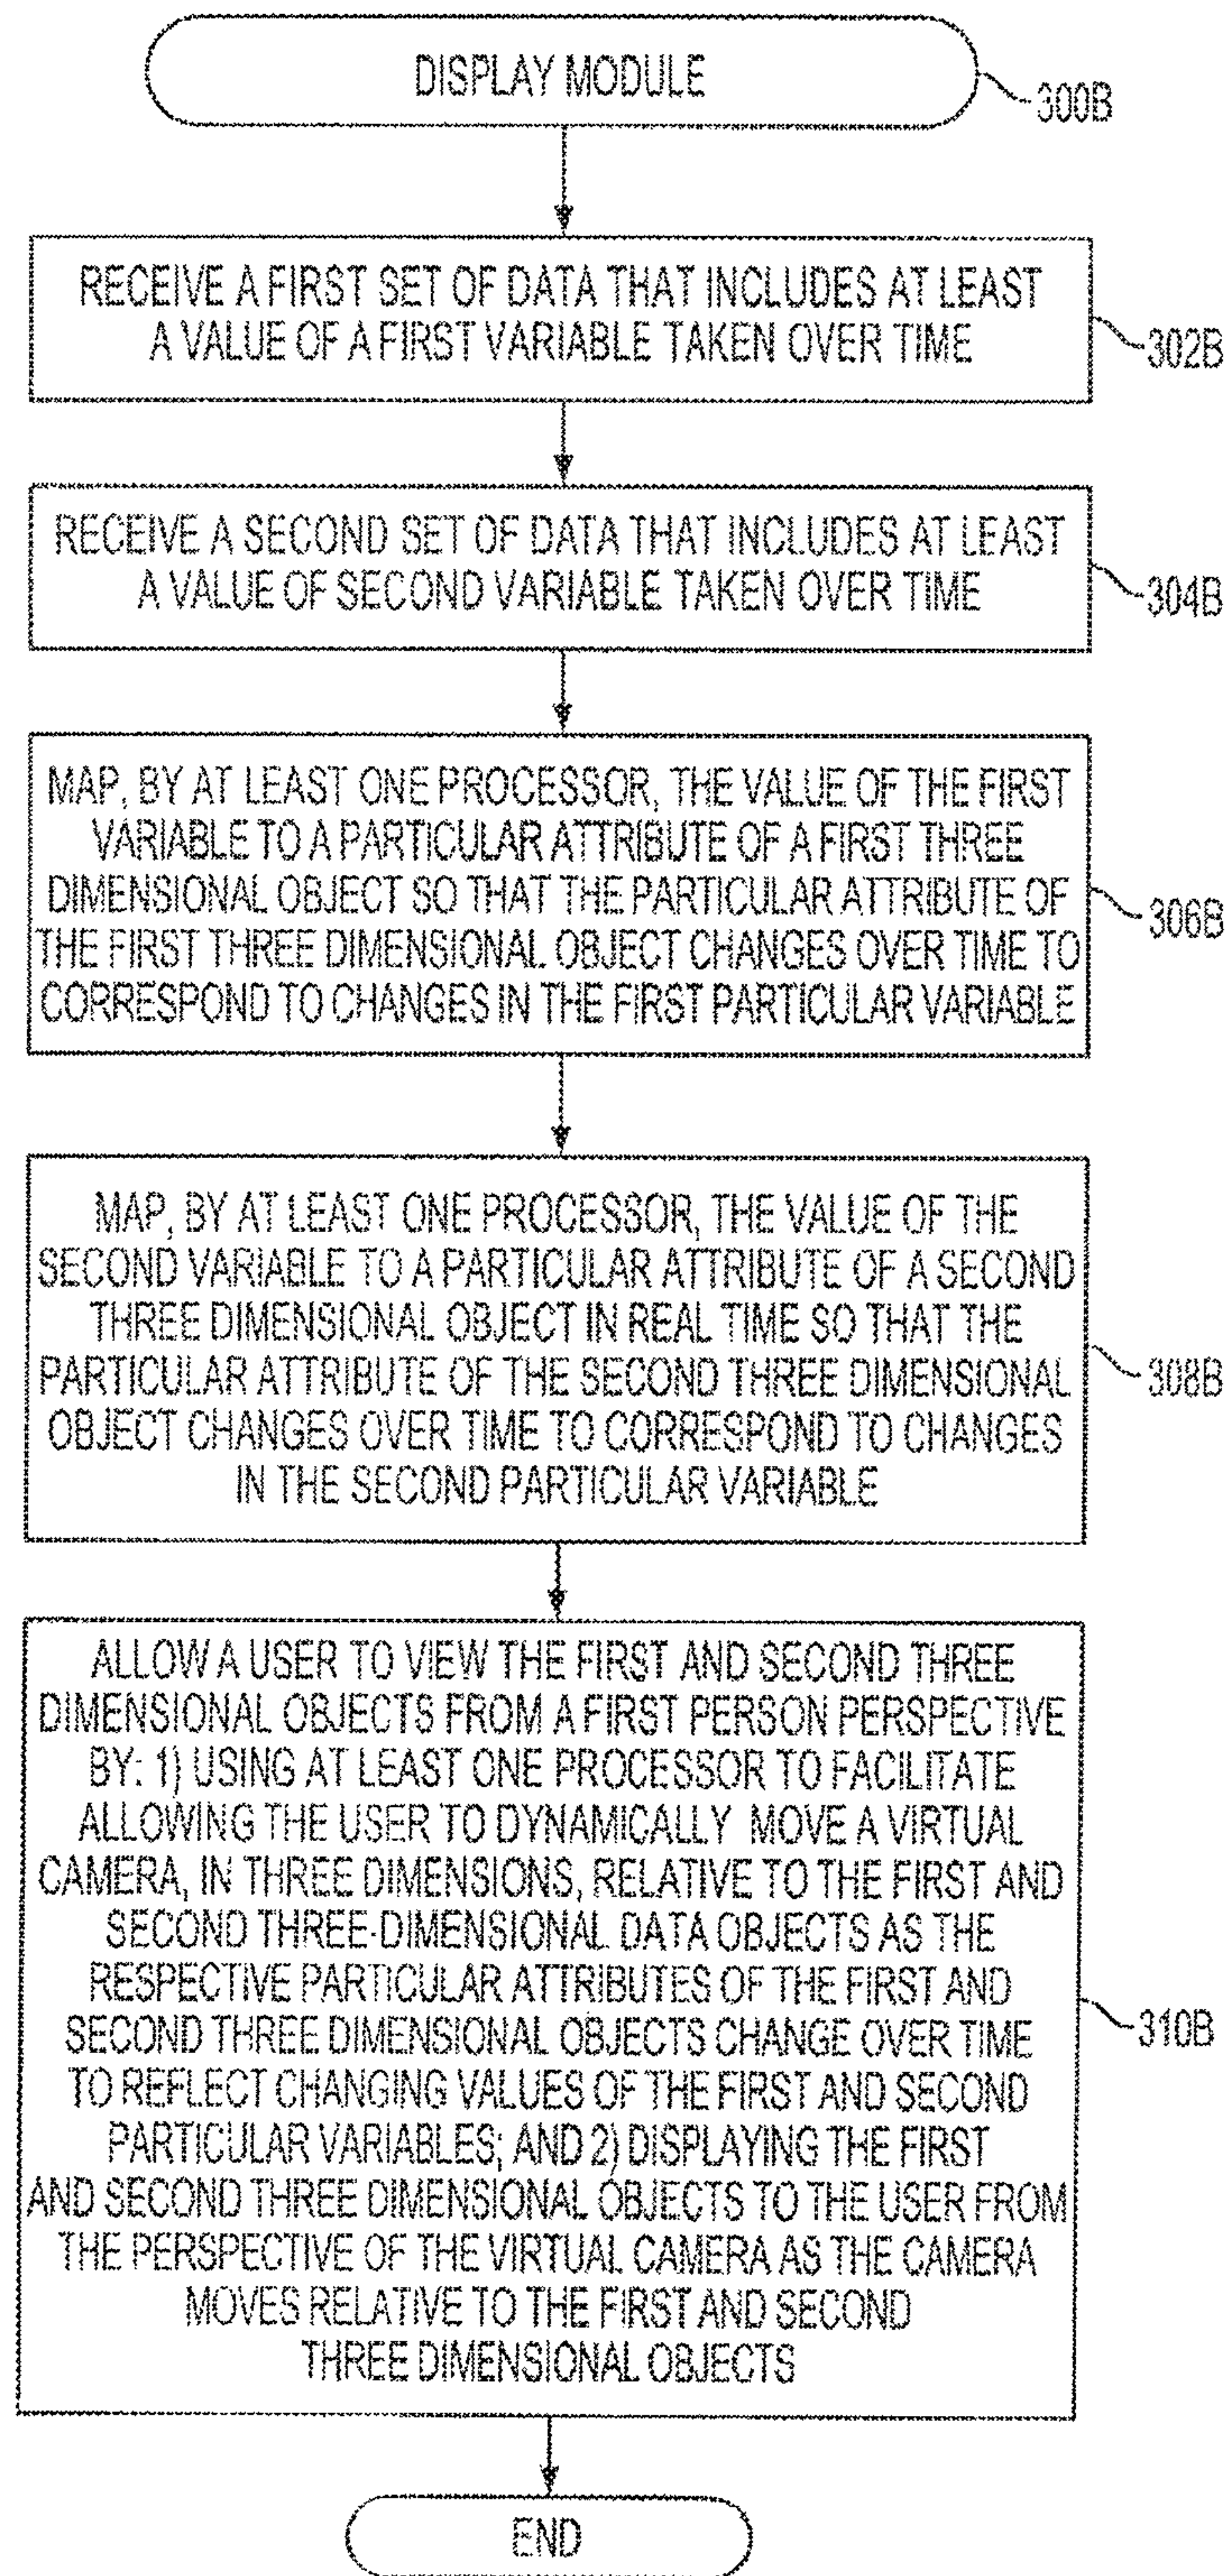 DISPLAY MODULE
300B
RECEIVE A FIRST SET OF DATA THAT INCLUDES AT LEAST
A VALUE OF A FIRST VARIABLE TAKEN OVER TIME
302B
RECEIVE A SECOND SET OF DATA THAT INCLUDES AT LEAST
A VALUE OF SECOND VARIABLE TAKEN OVER TIME
304B
MAP, BY AT LEAST ONE PROCESSOR, THE VALUE OF THE FIRST
VARIABLE TO A PARTICULAR ATTRIBUTE OF A FIRST THREE
DIMENSIONAL OBJECT SO THAT THE PARTICULAR ATTRIBUTE OF
THE FIRST THREE DIMENSIONAL OBJECT CHANGES OVER TIME TO
CORRESPOND TO CHANGES IN THE FIRST PARTICULAR VARIABLE
306B
MAP, BY AT LEAST ONE PROCESSOR, THE VALUE OF THE
SECOND VARIABLE TO A PARTICULAR ATTRIBUTE OF A SECOND
THREE DIMENSIONAL OBJECT IN REAL TIME SO THAT THE
PARTICULAR ATTRIBUTE OF THE SECOND THREE DIMENSIONAL
OBJECT CHANGES OVER TIME TO CORRESPOND TO CHANGES
IN THE SECOND PARTICULAR VARIABLE
308B
ALLOW A USER TO VIEW THE FIRST AND SECOND THREE
DIMENSIONAL OBJECTS FROM A FIRST PERSON PERSPECTIVE
BY: 1) USING AT LEAST ONE PROCESSOR TO FACILITATE
ALLOWING THE USER TO DYNAMICALLY MOVE A VIRTUAL
CAMERA, IN THREE DIMENSIONS, RELATIVE TO THE FIRST AND
SECOND THREE-DIMENSIONAL DATA OBJECTS AS THE
RESPECTIVE PARTICULAR ATTRIBUTES OF THE FIRST AND
SECOND THREE DIMENSIONAL OBJECTS CHANGE OVER TIME
TO REFLECT CHANGING VALUES OF THE FIRST AND SECOND
PARTICULAR VARIABLES; AND 2) DISPLAYING THE FIRST
AND SECOND THREE DIMENSIONAL OBJECTS TO THE USER FROM
THE PERSPECTIVE OF THE VIRTUAL CAMERA AS THE CAMERA
MOVES RELATIVE TO THE FIRST AND SECOND
THREE DIMENSIONAL OBJECTS
310B
END